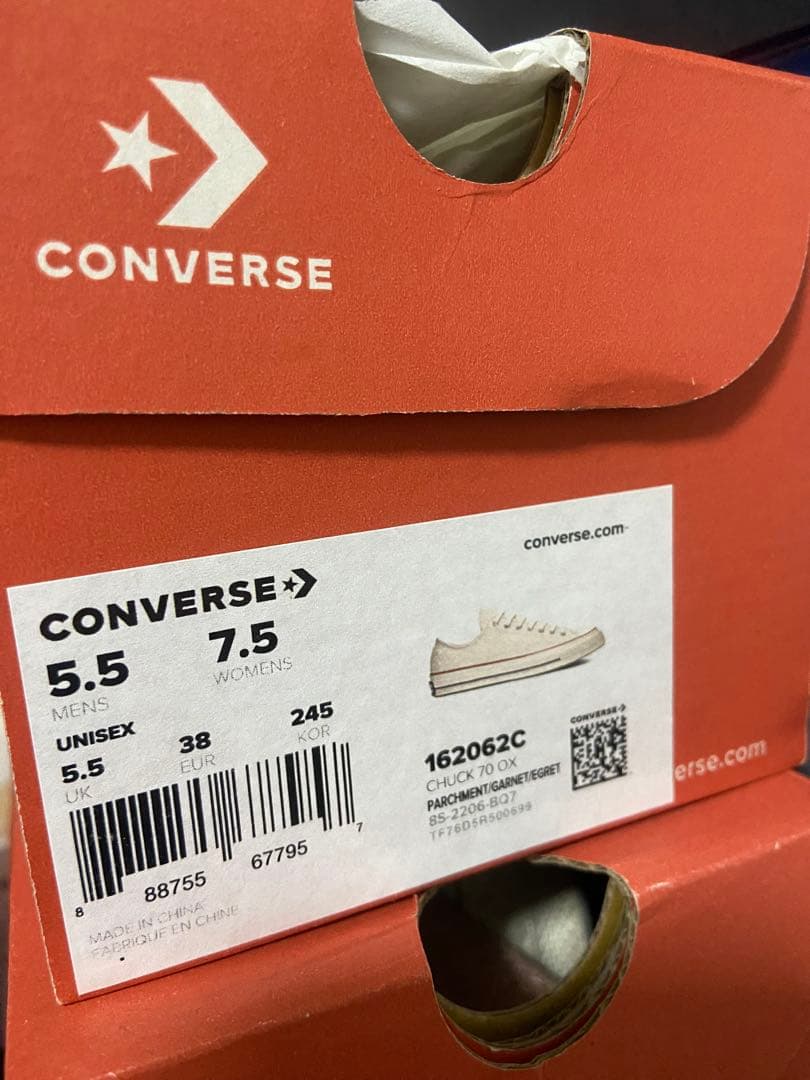 CONVERSE
converse.com
CONVERSE
5.5 7.5
MENS WOMENS
UNISEX
5.5 38 245
UK EUR KOR
8 88755 67795 7
MADE IN CHINA
FABRIQUE EN CHINE
162062C
CHUCK 70 OX
PARCHMENT/GARNET/EGRET
85-2206-BQ7
TF76D5R500699
CONVERSE
erse.com